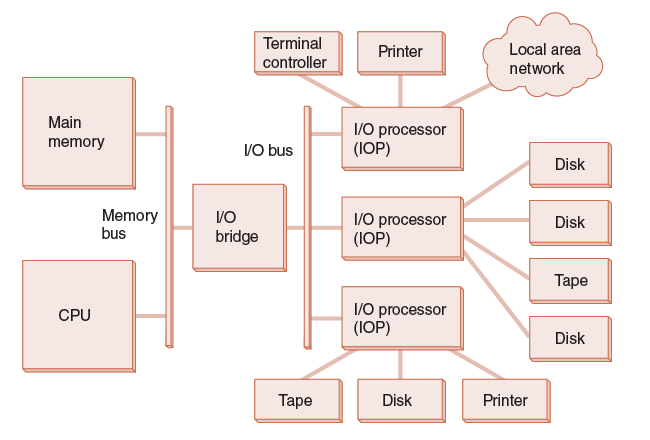 Terminal
controller
Printer
Local area
network
Main
memory
I/O bus
I/O processor
(IOP)
Disk
Memory
bus
I/O
bridge
I/O processor
(IOP)
Disk
Tape
CPU
I/O processor
(IOP)
Disk
Tape
Disk
Printer